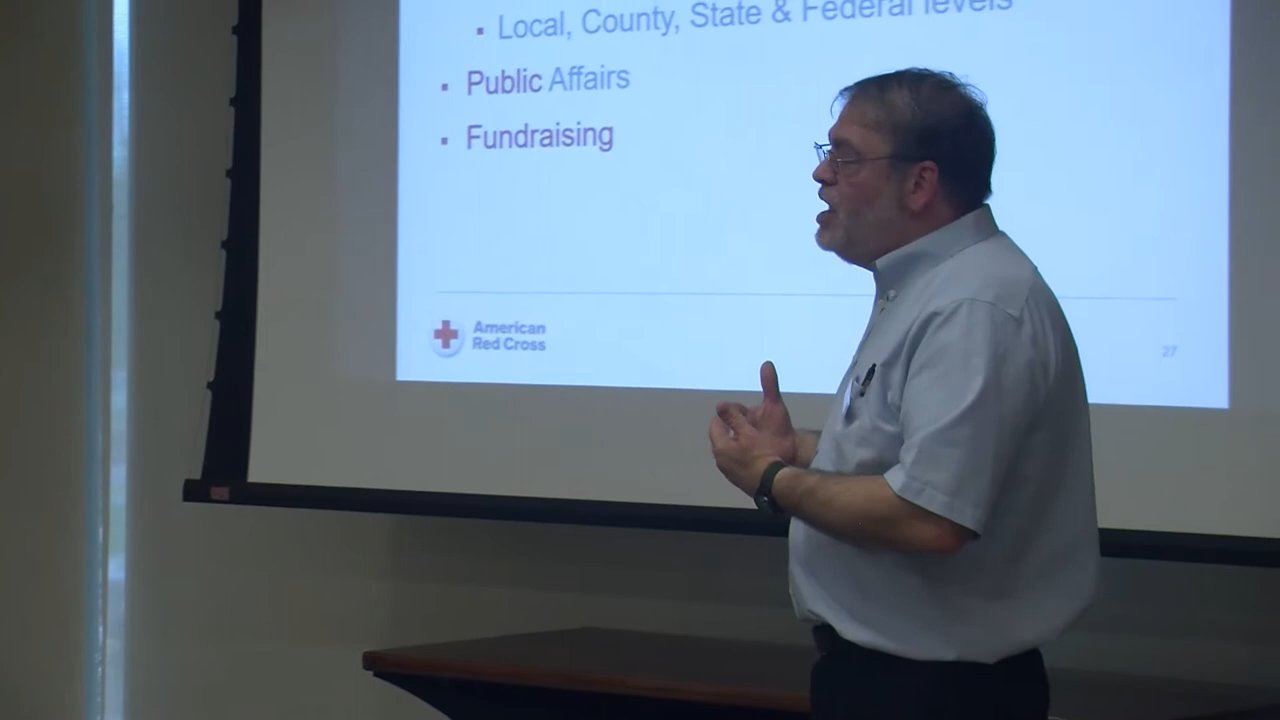 Local, County, State & Federal levels
Public Affairs
Fundraising
American
Red Cross
27